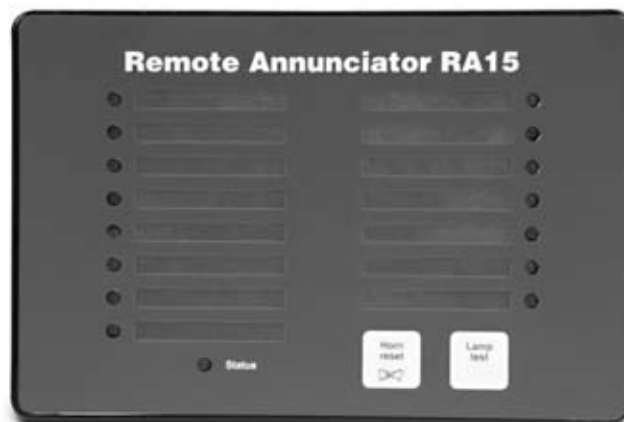 Remote Annunciator RA15
Status
Horn
reset
Lamp
test